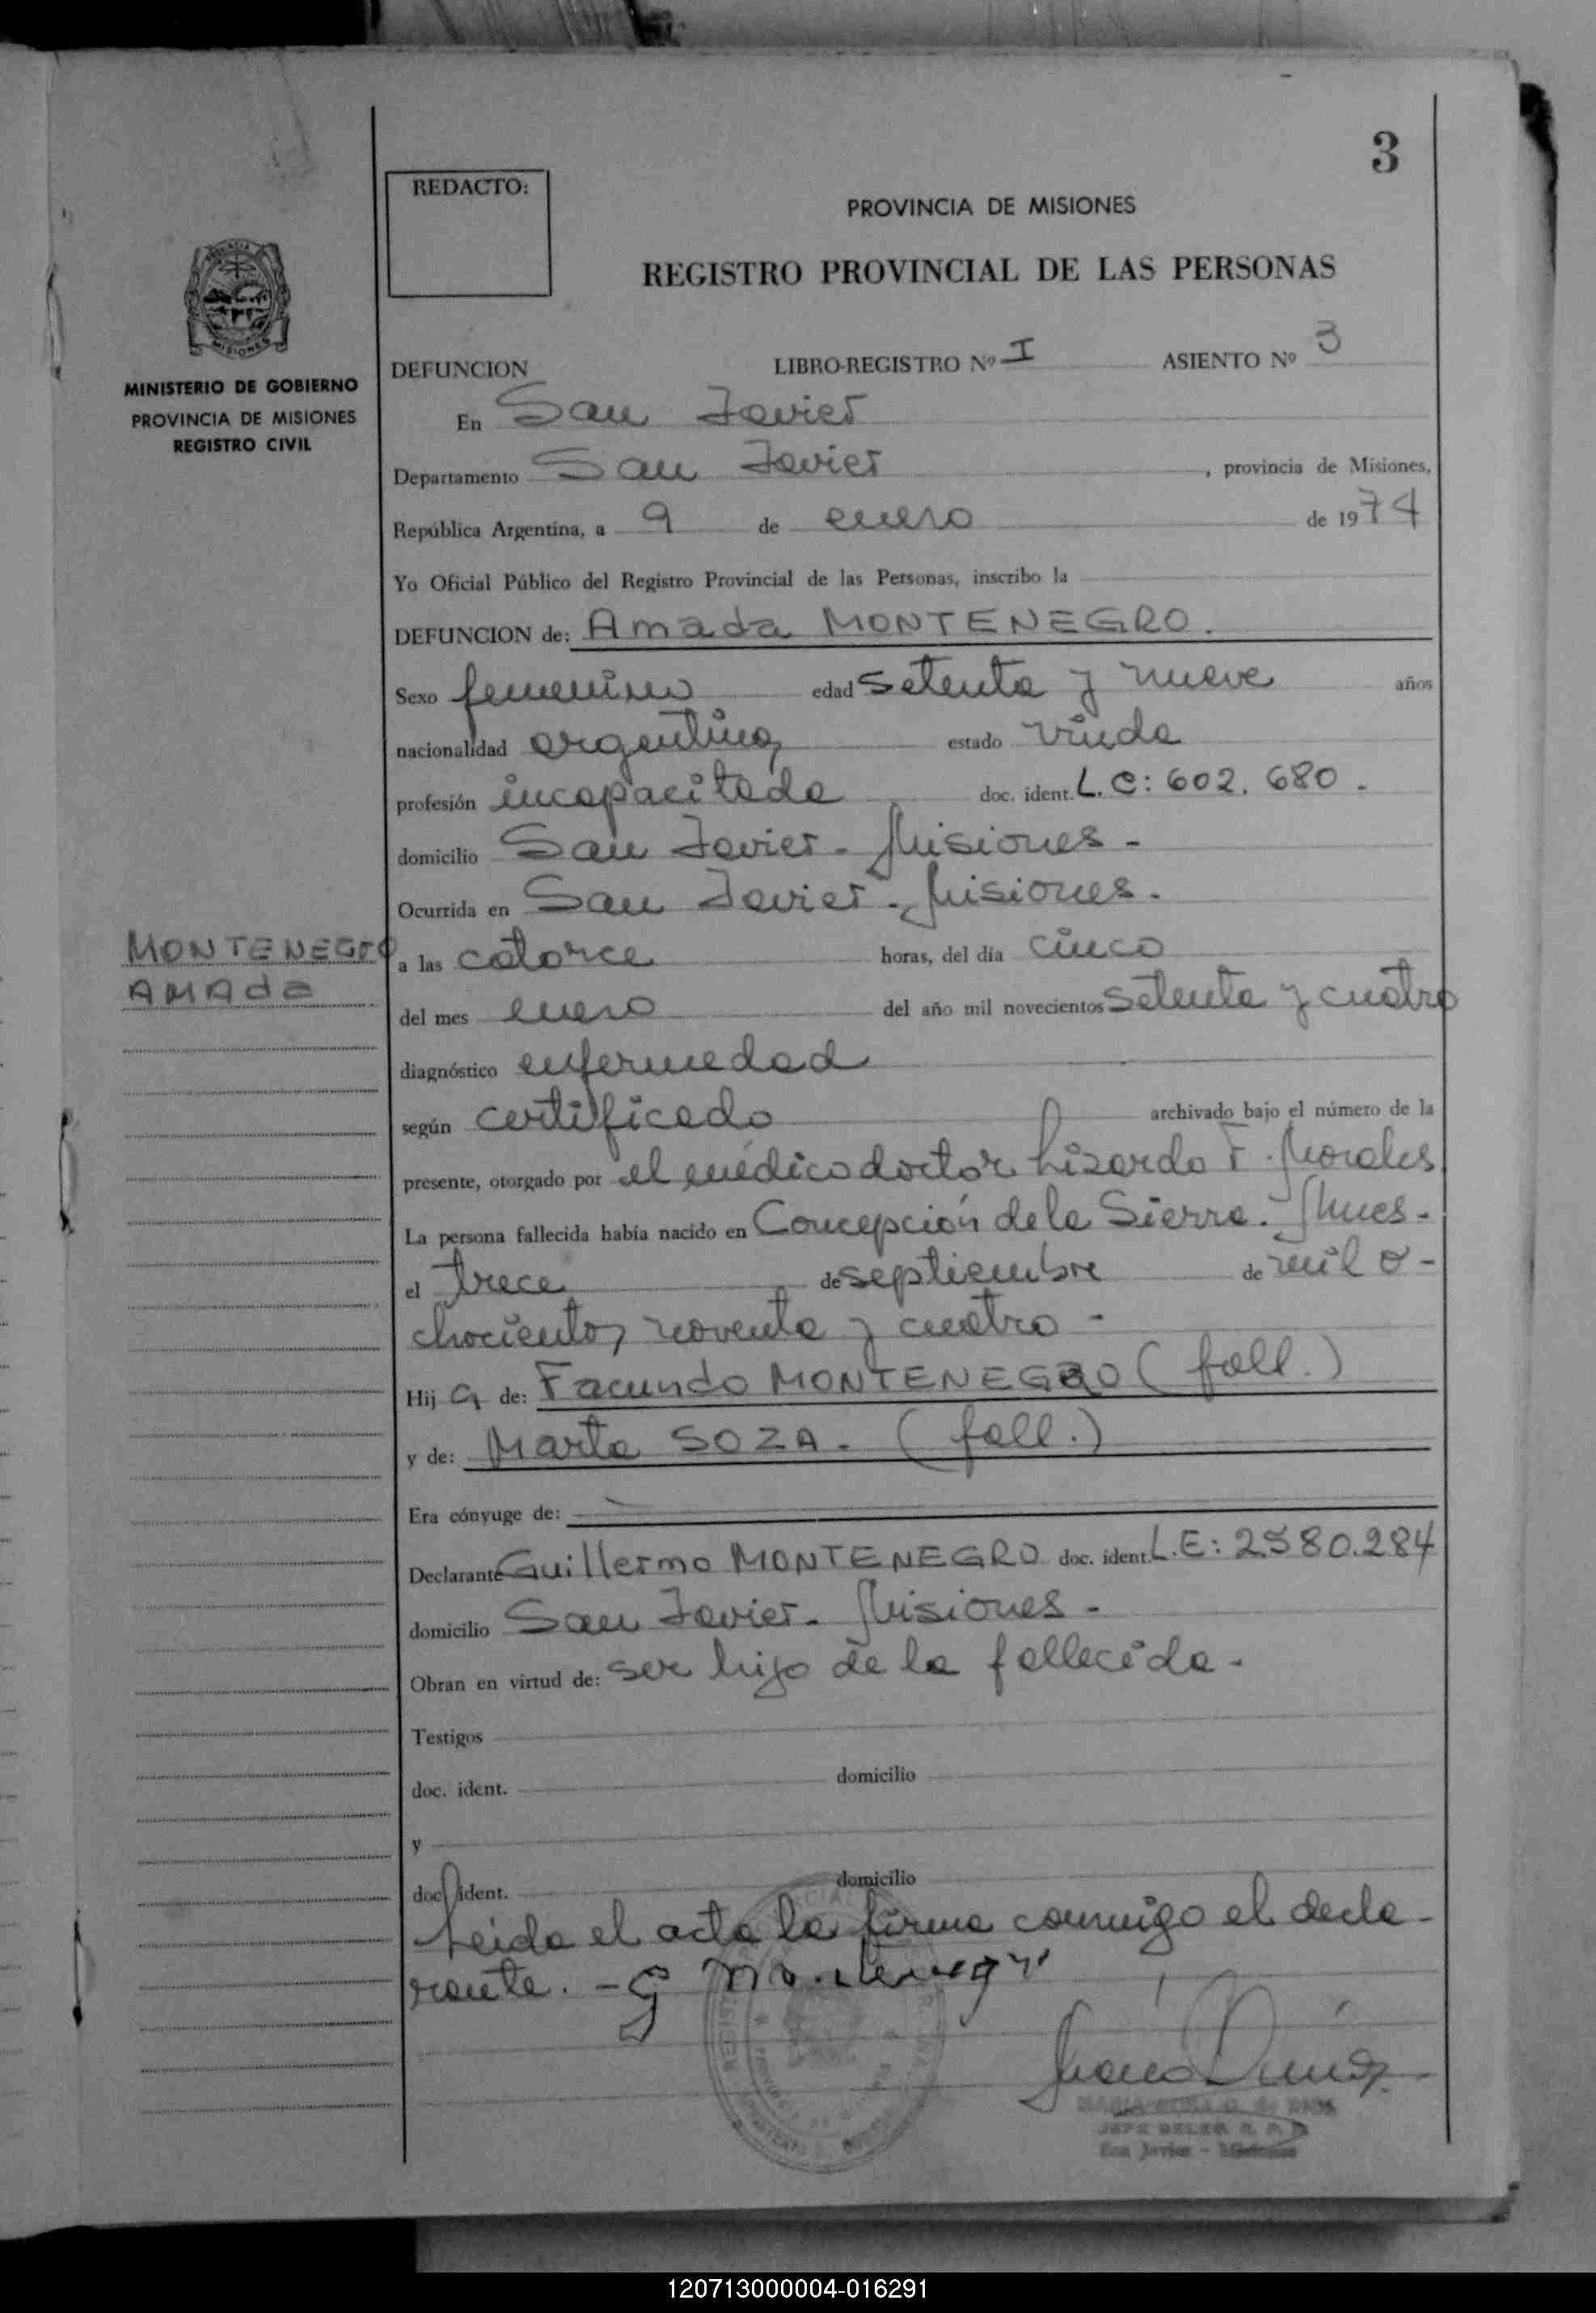 3
REDACTO:
PROVINCIA DE MISIONES
REGISTRO PROVINCIAL DE LAS PERSONAS
MISIONES
MINISTERIO DE GOBIERNO
PROVINCIA DE MISIONES
REGISTRO CIVIL
DEFUNCION LIBRO-REGISTRO Nº I ASIENTO Nº 3
En San Javier
Departamento San Javier, provincia de Misiones,
República Argentina, a 9 de enero de 1974
Yo Oficial Público del Registro Provincial de las Personas, inscribo la
DEFUNCION de: Amada MONTENEGRO.
Sexo femenino edad setenta y nueve años
nacionalidad argentina estado viuda
profesión incapacitada doc. ident. L.C: 602.680.
domicilio San Javier - Misiones -
Ocurrida en San Javier - Misiones -
MONTENEGRO
AMAda
a las catorce horas, del día cinco
del mes enero del año mil novecientos setenta y cuatro
diagnóstico enfermedad
según certificado archivado bajo el número de la
presente, otorgado por el médico doctor Lizardo F. Morales
La persona fallecida había nacido en Concepción de la Sierra - Mnes -
el trece de septiembre de mil o-
chocientos noventa y cuatro -
Hij a de: Facundo MONTENEGRO (fall.)
y de: Marta SOZA - (fall.)
Era cónyuge de:
Declarante Guillermo MONTENEGRO doc. ident. L.E: 2580.284
domicilio San Javier - Misiones -
Obran en virtud de: ser hijo de la fallecida -
Testigos
doc. ident. domicilio
y
doc. ident. domicilio
Leida el acta la firma conmigo el decla-
rante. - G Montenegr
JEFE DELEG. R. P.
San Javier - Misiones
120713000004-016291